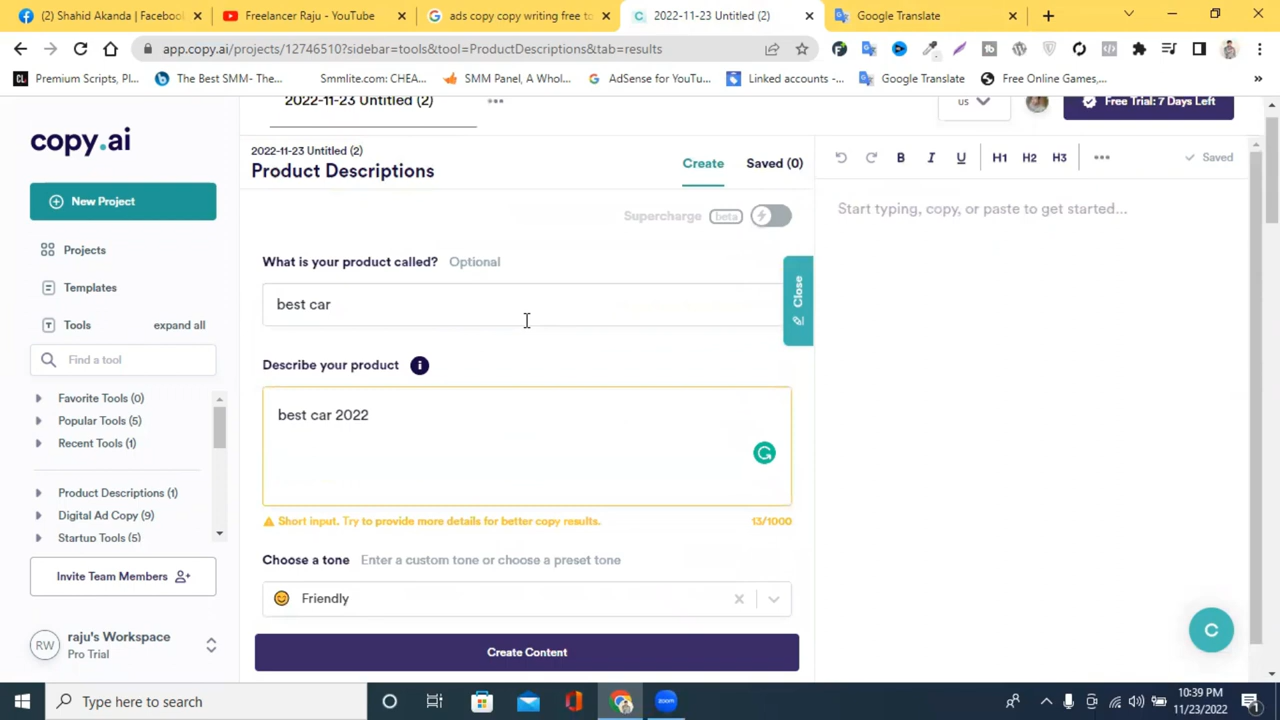 (2) Shahid Akanda | Facebook
Freelancer Raju - YouTube
ads copy copy writing free to
2022-11-23 Untitled (2)
Google Translate
app.copy.ai/projects/12746510?sidebar=tools&tool=ProductDescriptions&tab=results
Premium Scripts, Pl...
The Best SMM- The...
Smmlite.com: CHEA...
SMM Panel, A Whol...
AdSense for YouTu...
Linked accounts -...
Google Translate
Free Online Games,...
2022-11-23 Untitled (2)
us
Free Trial: 7 Days Left
copy.ai
New Project
Projects
Templates
Tools
expand all
Find a tool
Favorite Tools (0)
Popular Tools (5)
Recent Tools (1)
Product Descriptions (1)
Digital Ad Copy (9)
Startup Tools (5)
Invite Team Members
RW
raju's Workspace
Pro Trial
2022-11-23 Untitled (2)
Product Descriptions
Create
Saved (0)
Supercharge beta
What is your product called? Optional
best car
Close
Describe your product
best car 2022
Short input. Try to provide more details for better copy results.
13/1000
Choose a tone Enter a custom tone or choose a preset tone
Friendly
Create Content
B I U H1 H2 H3
Saved
Start typing, copy, or paste to get started...
Type here to search
zoom
10:39 PM
11/23/2022
1